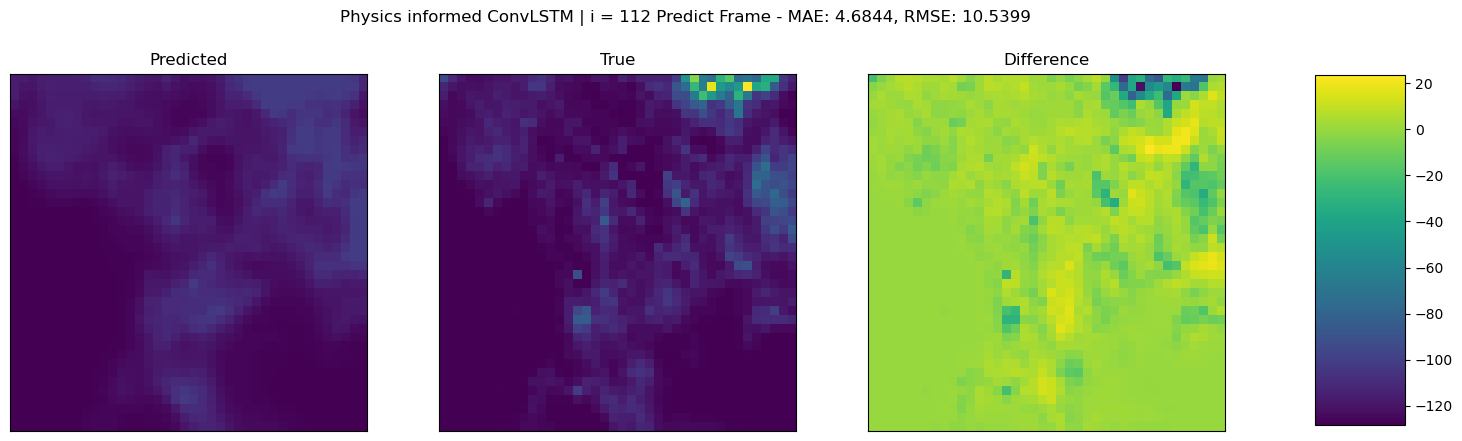 Physics informed ConvLSTM | i = 112 Predict Frame - MAE: 4.6844, RMSE: 10.5399
Predicted
True
Difference
20
0
−20
−40
−60
−80
−100
−120